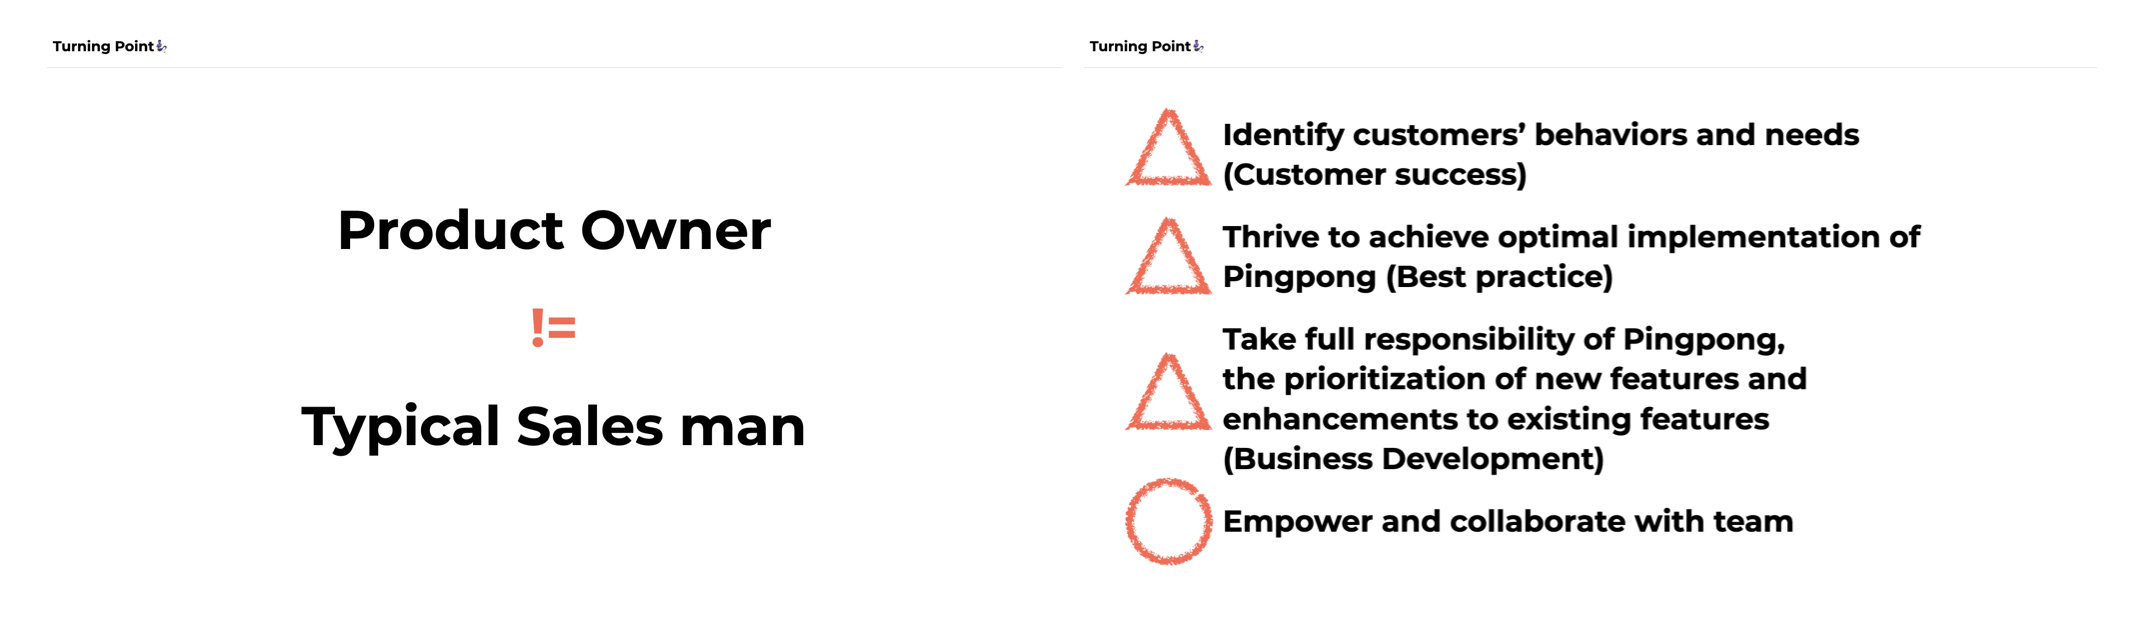 Turning Point
Product Owner
!=
Typical Sales man
Turning Point
Identify customers’ behaviors and needs
(Customer success)
Thrive to achieve optimal implementation of
Pingpong (Best practice)
Take full responsibility of Pingpong,
the prioritization of new features and
enhancements to existing features
(Business Development)
Empower and collaborate with team